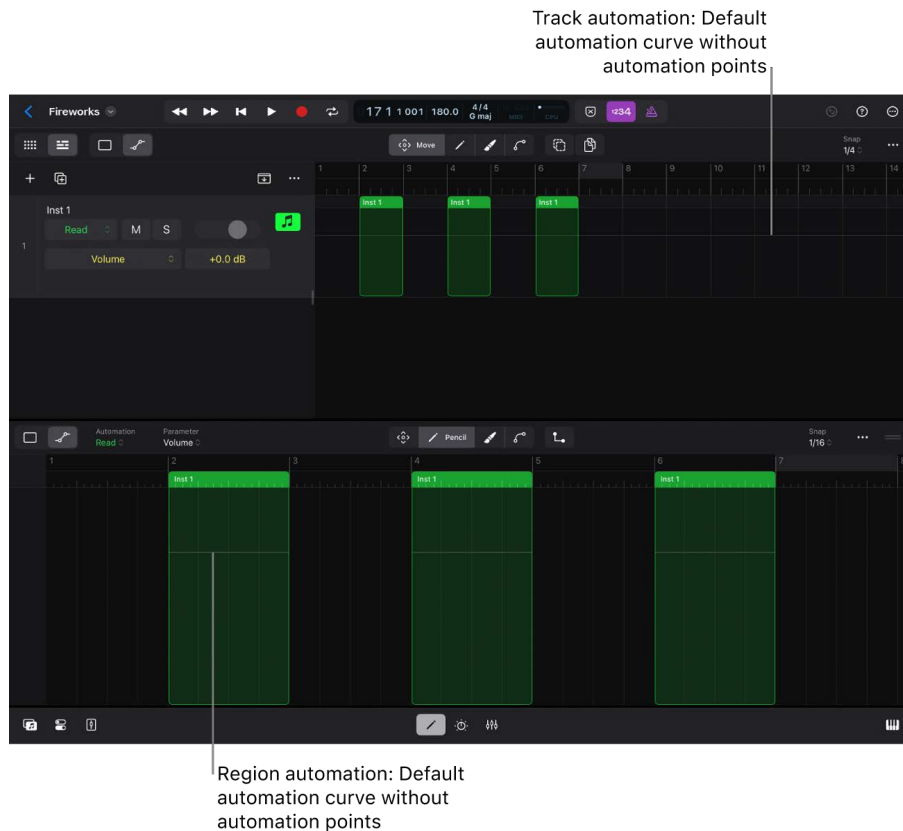 Track automation: Default
automation curve without
automation points
Fireworks
17 1 1 001 180.0 4/4 G maj MIDI CPU 1234
Move
Snap
1/4
1 2 3 4 5 6 7 8 9 10 11 12 13 14
Inst 1 Inst 1 Inst 1
Inst 1
Read M S
1
Volume +0.0 dB
Automation Parameter Snap
Read Volume Pencil 1/16
1 2 3 4 5 6 7 8
Inst 1 Inst 1 Inst 1
Region automation: Default
automation curve without
automation points